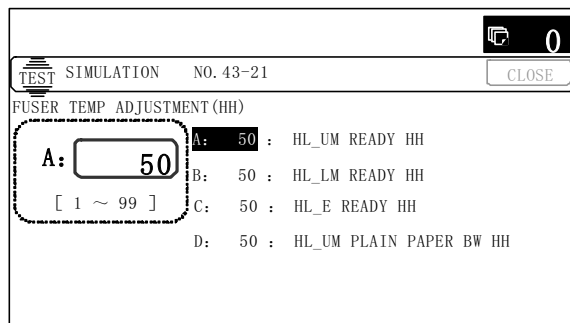 0
TEST SIMULATION NO.43-21 CLOSE
FUSER TEMP ADJUSTMENT(HH)
A: 50
[ 1 ~ 99 ]
A: 50 : HL_UM READY HH
B: 50 : HL_LM READY HH
C: 50 : HL_E READY HH
D: 50 : HL_UM PLAIN PAPER BW HH